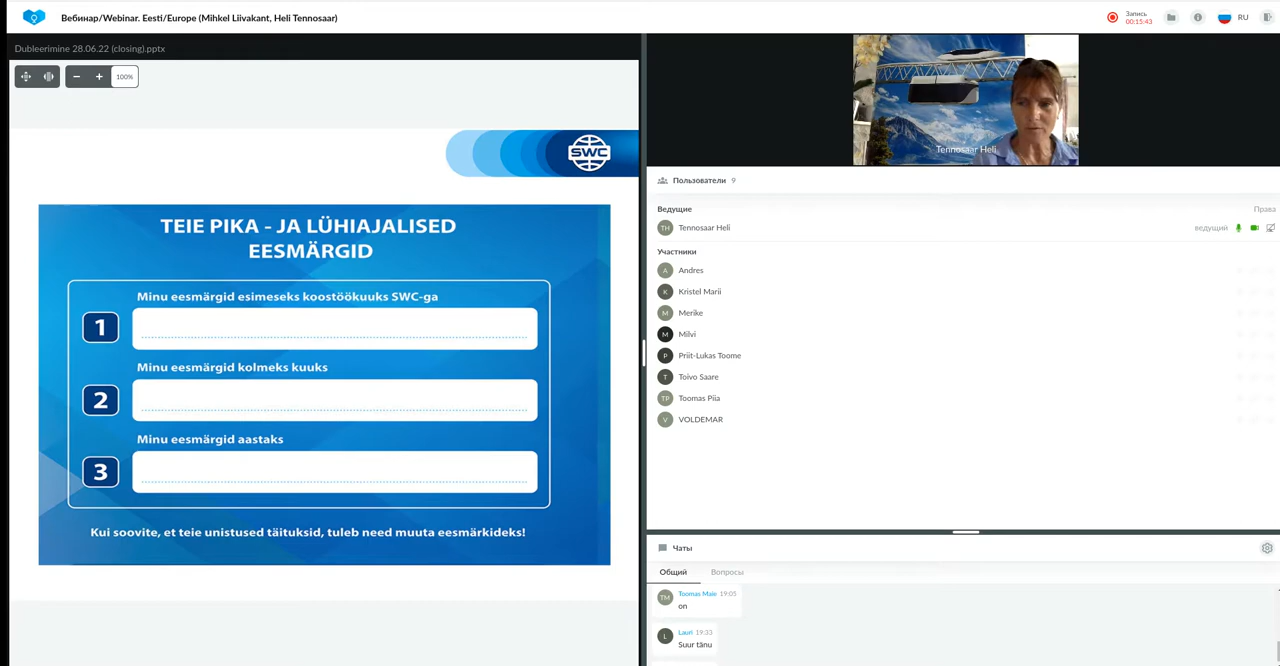 Вебинар/Webinar. Eesti/Europe (Mihkel Liivakant, Heli Tennosaar)
Запись
00:15:43
RU
Dubleerimine 28.06.22 (closing).pptx
100%
SWC
TEIE PIKA - JA LÜHIAJALISED
EESMÄRGID
Minu eesmärgid esimeseks koostöökuuks SWC-ga
1
Minu eesmärgid kolmeks kuuks
2
Minu eesmärgid aastaks
3
Kui soovite, et teie unistused täituksid, tuleb need muuta eesmärkideks!
Tennosaar Heli
Пользователи 9
Ведущие Права
TH Tennosaar Heli ведущий
Участники
A Andres
K Kristel Marii
M Merike
M Milvi
P Priit-Lukas Toome
T Toivo Saare
TP Toomas Piia
V VOLDEMAR
Чаты
Общий Вопросы
TM Toomas Maie 19:05
on
L Lauri 19:33
Suur tänu